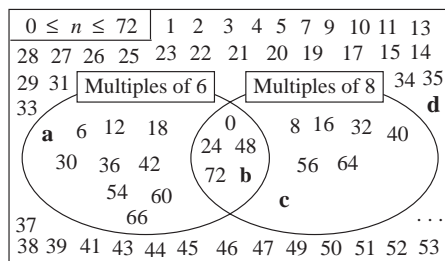 0 ≤ n ≤ 72 1 2 3 4 5 7 9 10 11 13
28 27 26 25 23 22 21 20 19 17 15 14
29 31 Multiples of 6 Multiples of 8 34 35
33 d
a 6 12 18 0 8 16 32 40
24 48
30 36 42 72 b 56 64
54 60 c
66
37 ...
38 39 41 43 44 45 46 47 49 50 51 52 53